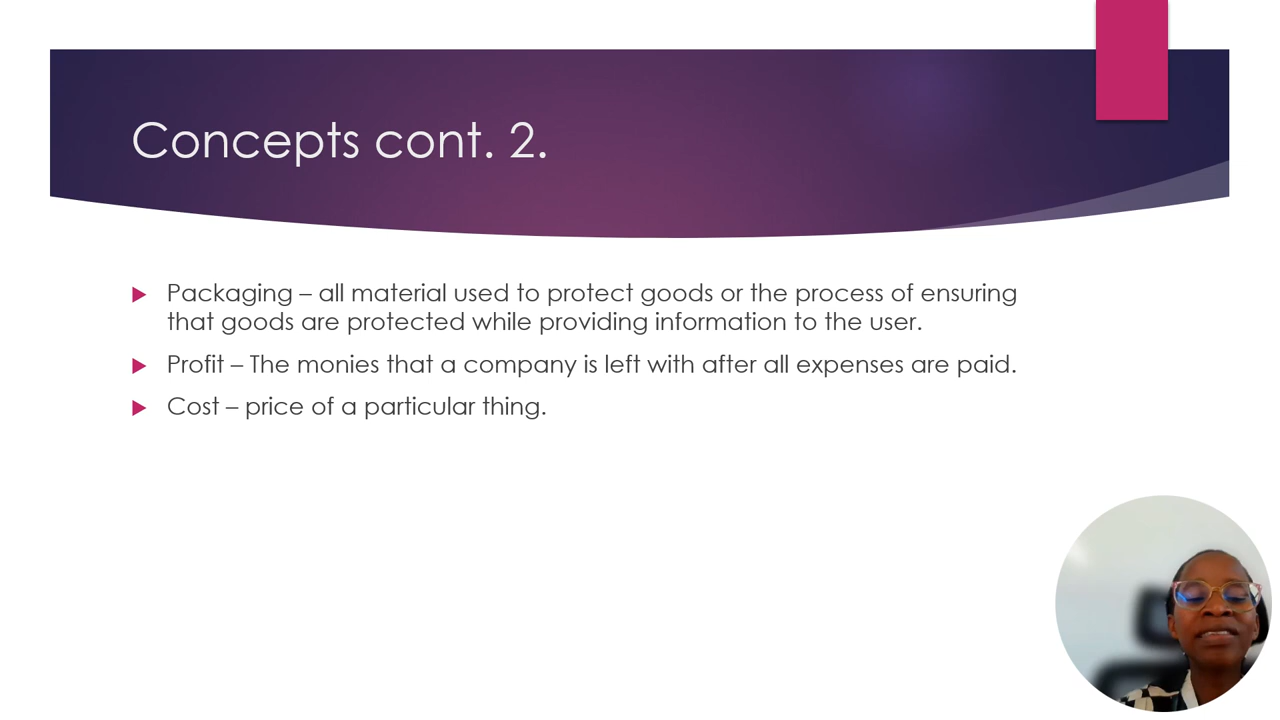 Concepts cont. 2.
Packaging – all material used to protect goods or the process of ensuring
that goods are protected while providing information to the user.
Profit – The monies that a company is left with after all expenses are paid.
Cost – price of a particular thing.